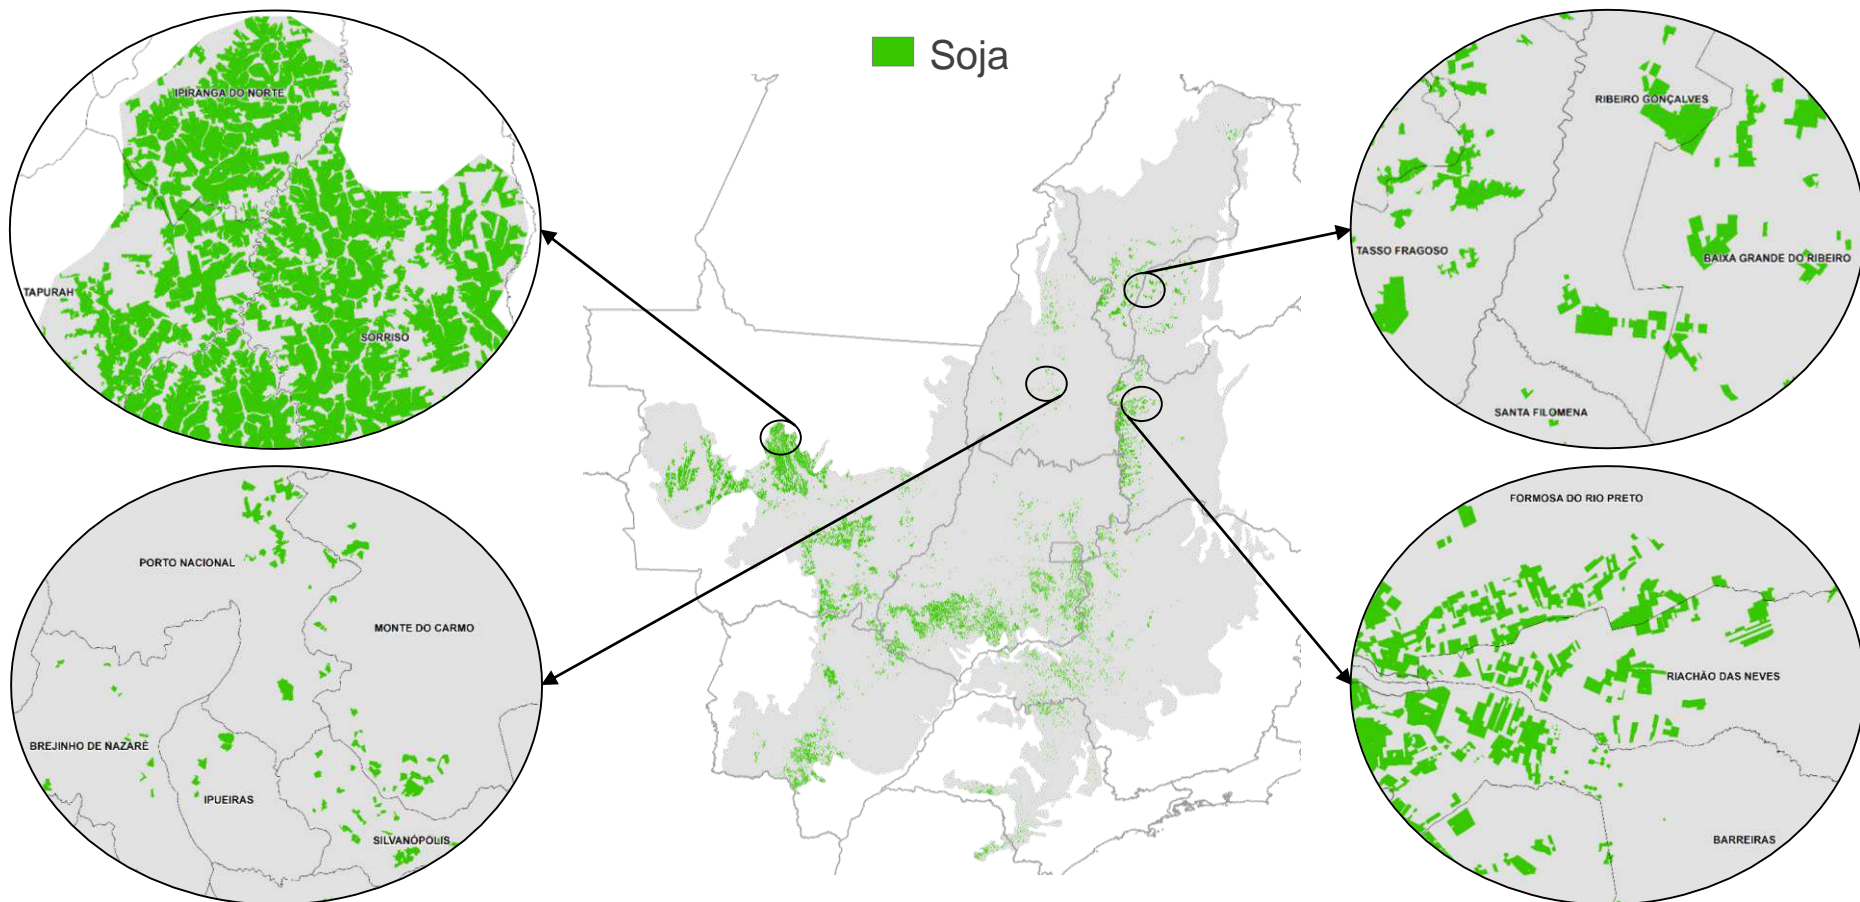 Soja
IPIRANGA DO NORTE
TAPURAH
SORRISO
RIBEIRO GONÇALVES
TASSO FRAGOSO
BAIXA GRANDE DO RIBEIRO
SANTA FILOMENA
PORTO NACIONAL
MONTE DO CARMO
BREJINHO DE NAZARÉ
IPUEIRAS
SILVANÓPOLIS
FORMOSA DO RIO PRETO
RIACHÃO DAS NEVES
BARREIRAS